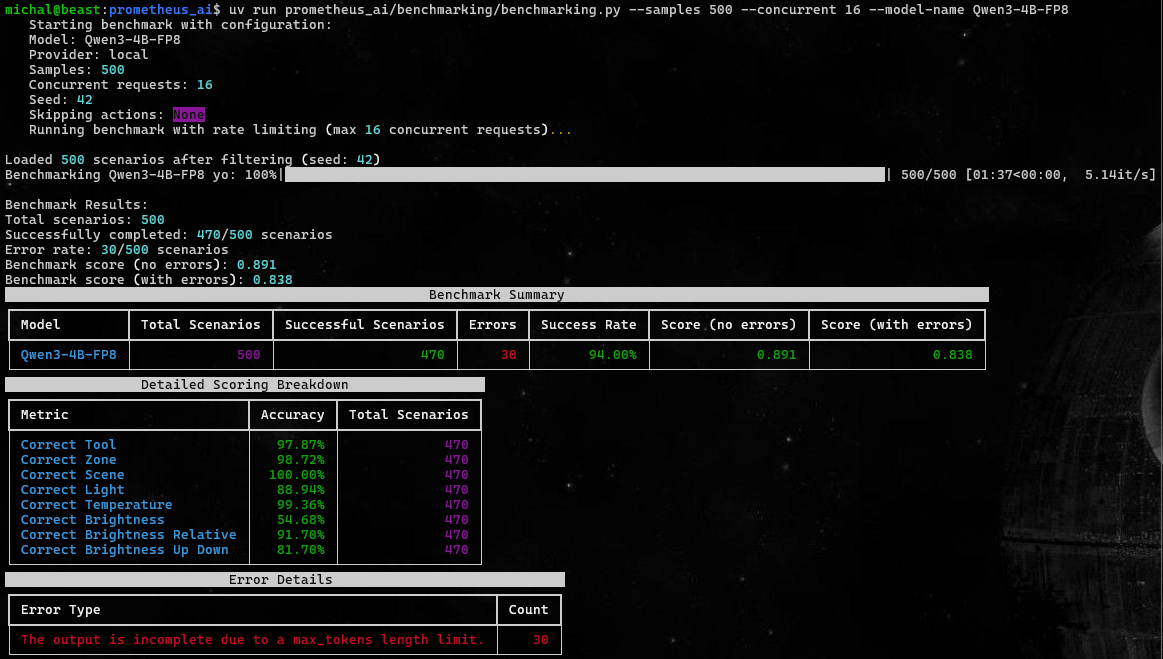 michal@beast:prometheus_ai$ uv run prometheus_ai/benchmarking/benchmarking.py --samples 500 --concurrent 16 --model-name Qwen3-4B-FP8
Starting benchmark with configuration:
Model: Qwen3-4B-FP8
Provider: local
Samples: 500
Concurrent requests: 16
Seed: 42
Skipping actions: None
Running benchmark with rate limiting (max 16 concurrent requests)...
Loaded 500 scenarios after filtering (seed: 42)
Benchmarking Qwen3-4B-FP8 yo: 100%| | 500/500 [01:37<00:00, 5.14it/s]
Benchmark Results:
Total scenarios: 500
Successfully completed: 470/500 scenarios
Error rate: 30/500 scenarios
Benchmark score (no errors): 0.891
Benchmark score (with errors): 0.838
Benchmark Summary
Model Total Scenarios Successful Scenarios Errors Success Rate Score (no errors) Score (with errors)
Qwen3-4B-FP8 500 470 30 94.00% 0.891 0.838
Detailed Scoring Breakdown
Metric Accuracy Total Scenarios
Correct Tool 97.87% 470
Correct Zone 98.72% 470
Correct Scene 100.00% 470
Correct Light 88.94% 470
Correct Temperature 99.36% 470
Correct Brightness 54.68% 470
Correct Brightness Relative 91.70% 470
Correct Brightness Up Down 81.70% 470
Error Details
Error Type Count
The output is incomplete due to a max_tokens length limit. 30